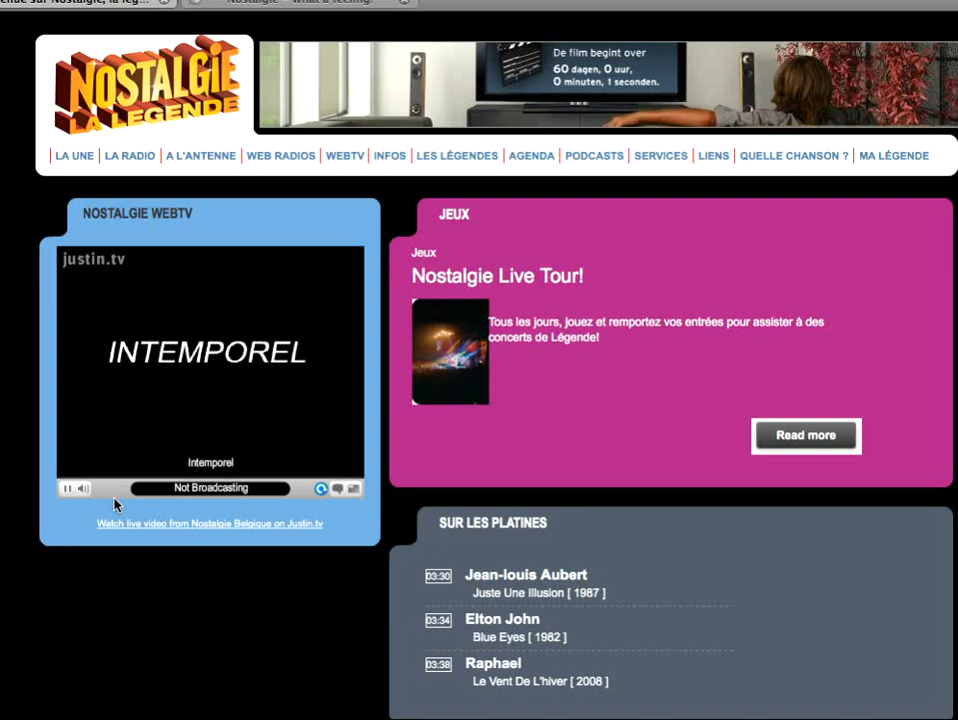 Nostalgie - What a feeling!
NOSTALGIE
LA LEGENDE
De film begint over
60 dagen, 0 uur,
0 minuten, 1 seconden.
LA UNE
LA RADIO
A L'ANTENNE
WEB RADIOS
WEBTV
INFOS
LES LÉGENDES
AGENDA
PODCASTS
SERVICES
LIENS
QUELLE CHANSON ?
MA LÉGENDE
NOSTALGIE WEBTV
justin.tv
INTEMPOREL
Intemporel
Not Broadcasting
Watch live video from Nostalgie Belgique on Justin.tv
JEUX
Jeux
Nostalgie Live Tour!
Tous les jours, jouez et remportez vos entrées pour assister à des
concerts de Légende!
Read more
SUR LES PLATINES
03:30 Jean-louis Aubert
Juste Une Illusion [ 1987 ]
03:34 Elton John
Blue Eyes [ 1982 ]
03:38 Raphael
Le Vent De L'hiver [ 2008 ]